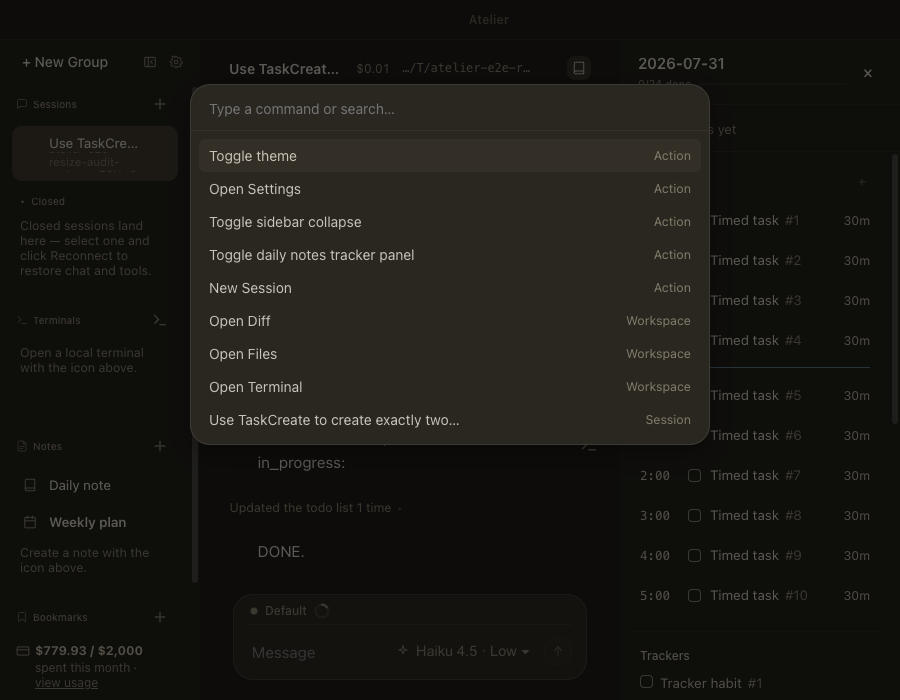 Atelier
+ New Group
Sessions
Use TaskCre...
resize-audit-
Closed
Closed sessions land
here — select one and
click Reconnect to
restore chat and tools.
Terminals
Open a local terminal
with the icon above.
Notes
Daily note
Weekly plan
Create a note with the
icon above.
Bookmarks
$779.93 / $2,000
spent this month ·
view usage
Use TaskCreat... $0.01 …/T/atelier-e2e-r…
Type a command or search...
Toggle theme Action
Open Settings Action
Toggle sidebar collapse Action
Toggle daily notes tracker panel Action
New Session Action
Open Diff Workspace
Open Files Workspace
Open Terminal Workspace
Use TaskCreate to create exactly two... Session
in_progress:
Updated the todo list 1 time
DONE.
Default
Message Haiku 4.5 · Low
2026-07-31
0/24 done
s yet
Timed task #1 30m
Timed task #2 30m
Timed task #3 30m
Timed task #4 30m
Timed task #5 30m
Timed task #6 30m
2:00 Timed task #7 30m
3:00 Timed task #8 30m
4:00 Timed task #9 30m
5:00 Timed task #10 30m
Trackers
Tracker habit #1